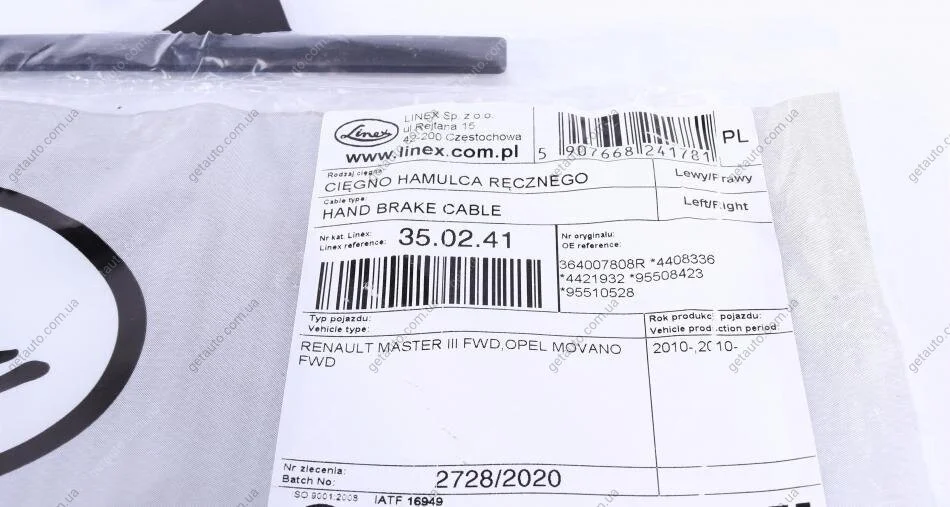 LINEX Sp. z o.o.
ul Rejtana 15
42-200 Częstochowa
Linex
www.linex.com.pl
5 907668 241781
PL
Rodzaj cięgna:
CIĘGNO HAMULCA RĘCZNEGO
Lewy/Prawy
Cable type:
HAND BRAKE CABLE
Left/Right
Nr kat. Linex:
Linex reference:
35.02.41
Nr oryginału:
OE reference:
364007808R *4408336
*4421932 *95508423
*95510528
Typ pojazdu:
Vehicle type:
Rok produkc pojazdu:
Vehicle production period:
RENAULT MASTER III FWD,OPEL MOVANO
FWD
2010-,2010-
Nr zlecenia:
Batch No:
2728/2020
ISO 9001:2008
IATF 16949
getauto.com.ua